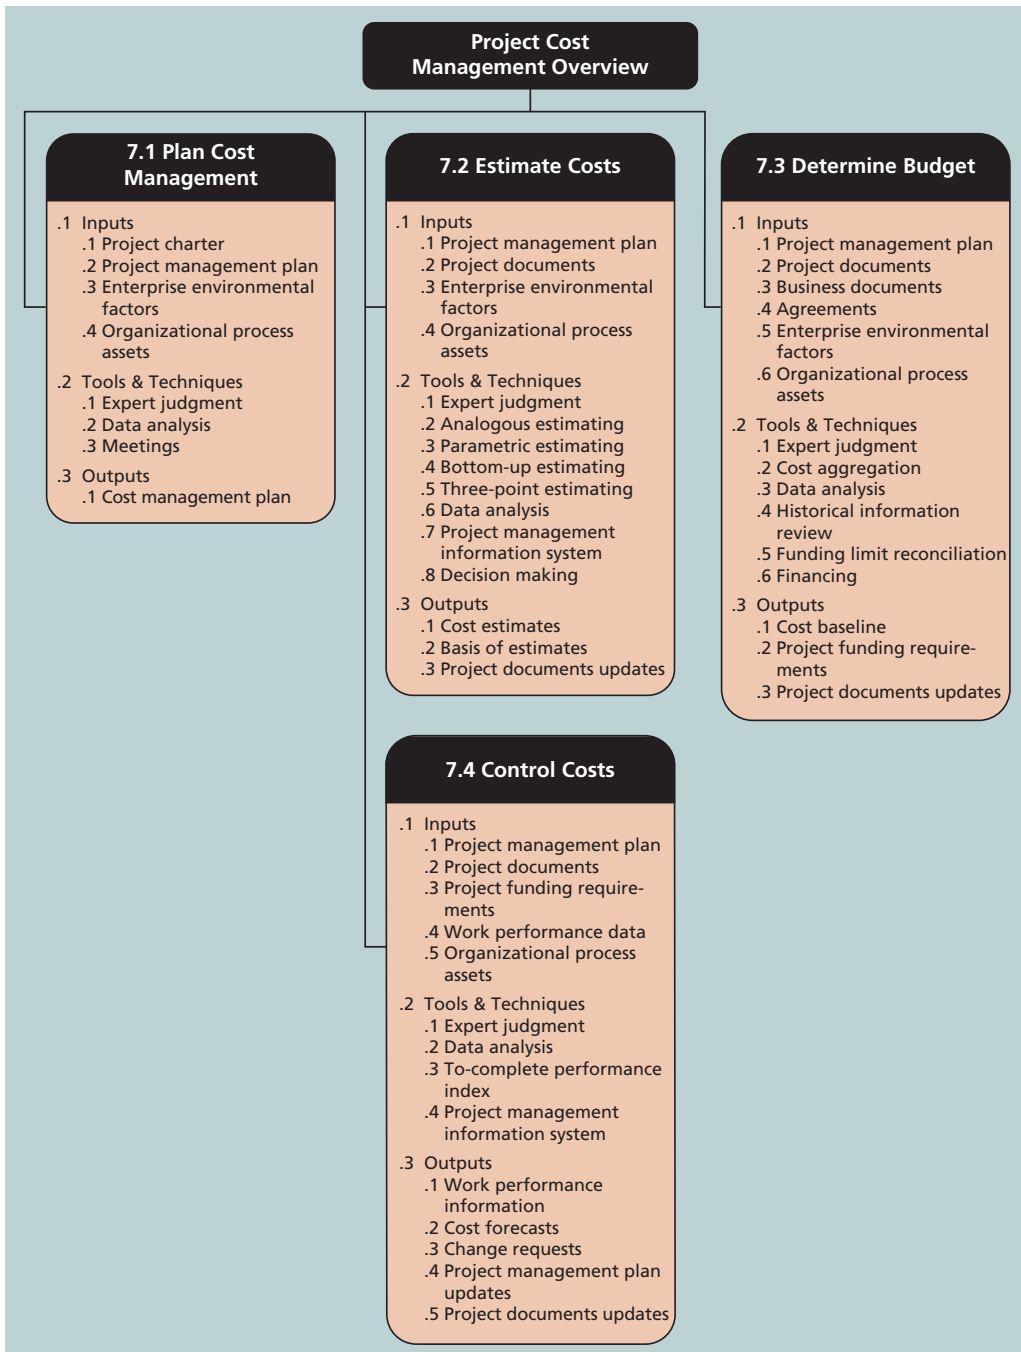 Project Cost
Management Overview
7.1 Plan Cost
Management
.1 Inputs
.1 Project charter
.2 Project management plan
.3 Enterprise environmental
factors
.4 Organizational process
assets
.2 Tools & Techniques
.1 Expert judgment
.2 Data analysis
.3 Meetings
.3 Outputs
.1 Cost management plan
7.2 Estimate Costs
.1 Inputs
.1 Project management plan
.2 Project documents
.3 Enterprise environmental
factors
.4 Organizational process
assets
.2 Tools & Techniques
.1 Expert judgment
.2 Analogous estimating
.3 Parametric estimating
.4 Bottom-up estimating
.5 Three-point estimating
.6 Data analysis
.7 Project management
information system
.8 Decision making
.3 Outputs
.1 Cost estimates
.2 Basis of estimates
.3 Project documents updates
7.3 Determine Budget
.1 Inputs
.1 Project management plan
.2 Project documents
.3 Business documents
.4 Agreements
.5 Enterprise environmental
factors
.6 Organizational process
assets
.2 Tools & Techniques
.1 Expert judgment
.2 Cost aggregation
.3 Data analysis
.4 Historical information
review
.5 Funding limit reconciliation
.6 Financing
.3 Outputs
.1 Cost baseline
.2 Project funding require-
ments
.3 Project documents updates
7.4 Control Costs
.1 Inputs
.1 Project management plan
.2 Project documents
.3 Project funding require-
ments
.4 Work performance data
.5 Organizational process
assets
.2 Tools & Techniques
.1 Expert judgment
.2 Data analysis
.3 To-complete performance
index
.4 Project management
information system
.3 Outputs
.1 Work performance
information
.2 Cost forecasts
.3 Change requests
.4 Project management plan
updates
.5 Project documents updates